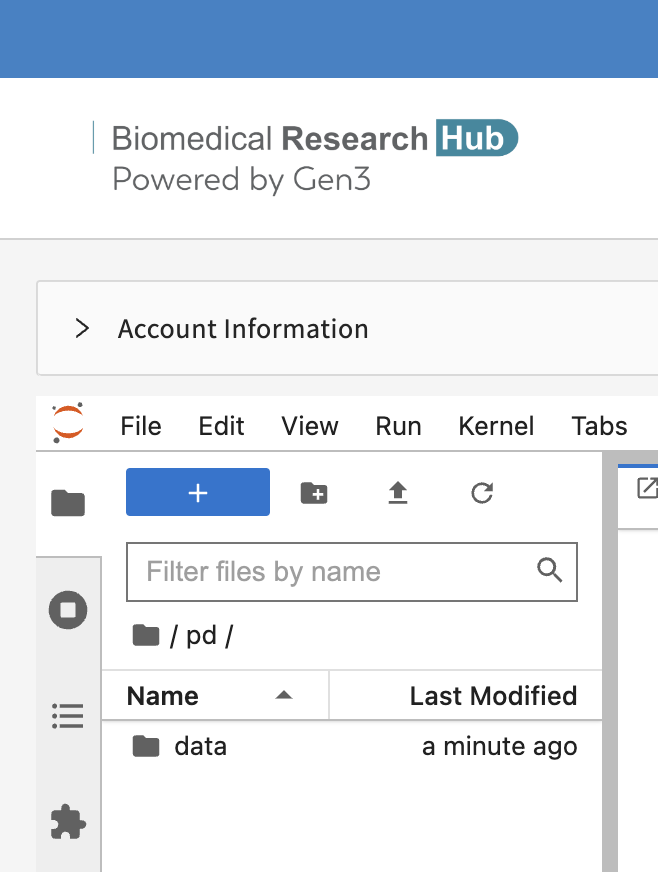 Biomedical Research Hub
Powered by Gen3
Account Information
File Edit View Run Kernel Tabs
Filter files by name
/ pd /
Name Last Modified
data a minute ago